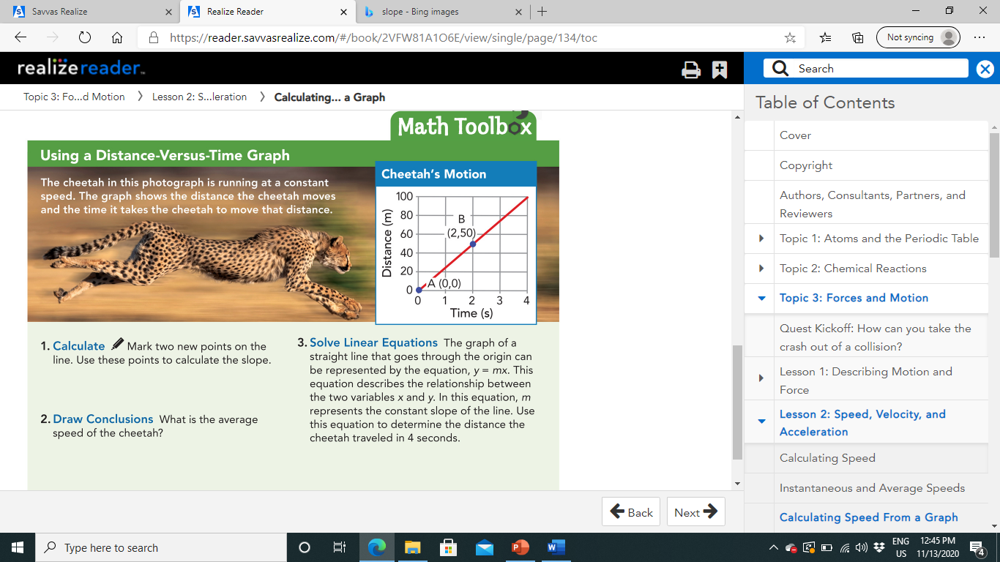 Savvas Realize
Realize Reader
slope - Bing images
https://reader.savvasrealize.com/#/book/2VFW81A1O6E/view/single/page/134/toc
Not syncing
realizereader™
Search
Topic 3: Fo...d Motion > Lesson 2: S...leration > Calculating... a Graph
Math Toolbox
Using a Distance-Versus-Time Graph
The cheetah in this photograph is running at a constant
speed. The graph shows the distance the cheetah moves
and the time it takes the cheetah to move that distance.
Cheetah's Motion
Distance (m)
100
80
60
40
20
0
B
(2,50)
A (0,0)
0 1 2 3 4
Time (s)
1. Calculate Mark two new points on the
line. Use these points to calculate the slope.
2. Draw Conclusions What is the average
speed of the cheetah?
3. Solve Linear Equations The graph of a
straight line that goes through the origin can
be represented by the equation, y = mx. This
equation describes the relationship between
the two variables x and y. In this equation, m
represents the constant slope of the line. Use
this equation to determine the distance the
cheetah traveled in 4 seconds.
Back
Next
Table of Contents
Cover
Copyright
Authors, Consultants, Partners, and
Reviewers
Topic 1: Atoms and the Periodic Table
Topic 2: Chemical Reactions
Topic 3: Forces and Motion
Quest Kickoff: How can you take the
crash out of a collision?
Lesson 1: Describing Motion and
Force
Lesson 2: Speed, Velocity, and
Acceleration
Calculating Speed
Instantaneous and Average Speeds
Calculating Speed From a Graph
Type here to search
ENG
US
12:45 PM
11/13/2020
4